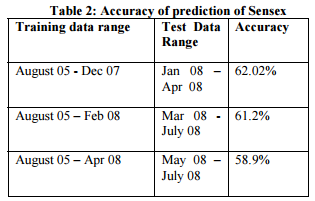 Table 2: Accuracy of prediction of Sensex
Training data range Test Data Accuracy
Range
August 05 - Dec 07 Jan 08 – 62.02%
Apr 08
August 05 – Feb 08 Mar 08 - 61.2%
July 08
August 05 – Apr 08 May 08 – 58.9%
July 08